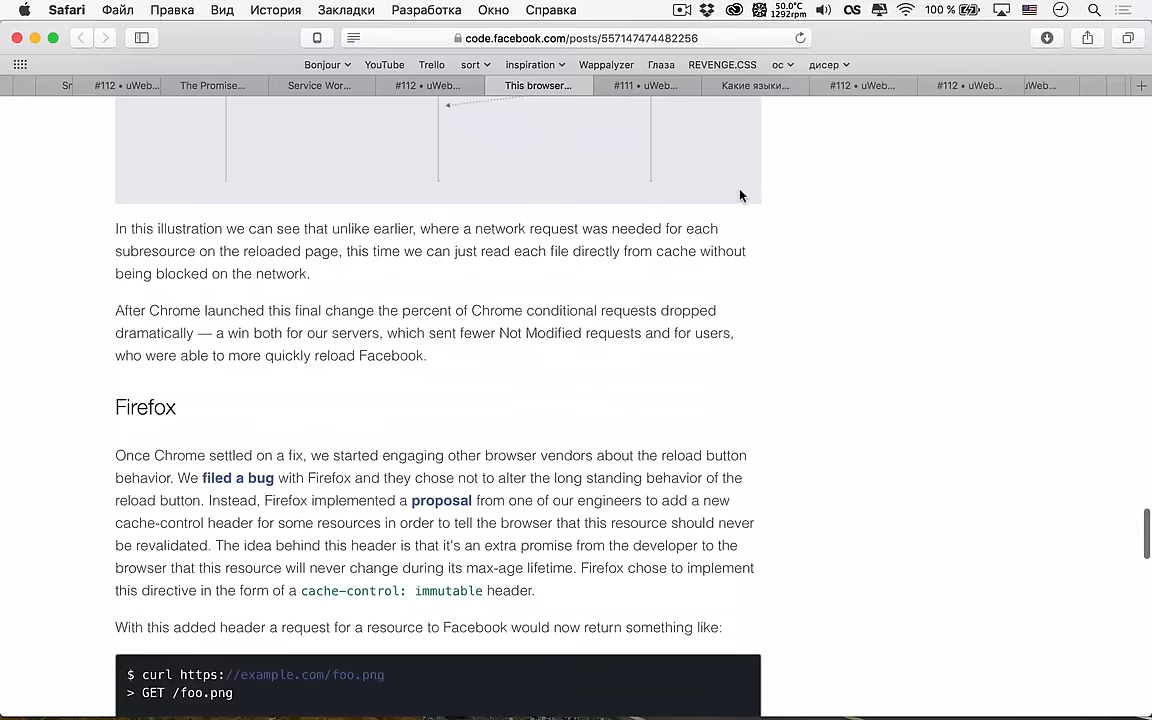 Safari Файл Правка Вид История Закладки Разработка Окно Справка 50.0°C 1292rpm 100 %
code.facebook.com/posts/557147474482256
Bonjour YouTube Trello sort inspiration Wappalyzer Глаза REVENGE.CSS ос дисер
Sr #112 • uWeb... The Promise... Service Wor... #112 • uWeb... This browser... #111 • uWeb... Какие языки... #112 • uWeb... #112 • uWeb... uWeb...
In this illustration we can see that unlike earlier, where a network request was needed for each
subresource on the reloaded page, this time we can just read each file directly from cache without
being blocked on the network.
After Chrome launched this final change the percent of Chrome conditional requests dropped
dramatically — a win both for our servers, which sent fewer Not Modified requests and for users,
who were able to more quickly reload Facebook.
Firefox
Once Chrome settled on a fix, we started engaging other browser vendors about the reload button
behavior. We filed a bug with Firefox and they chose not to alter the long standing behavior of the
reload button. Instead, Firefox implemented a proposal from one of our engineers to add a new
cache-control header for some resources in order to tell the browser that this resource should never
be revalidated. The idea behind this header is that it's an extra promise from the developer to the
browser that this resource will never change during its max-age lifetime. Firefox chose to implement
this directive in the form of a cache-control: immutable header.
With this added header a request for a resource to Facebook would now return something like:
$ curl https://example.com/foo.png
> GET /foo.png